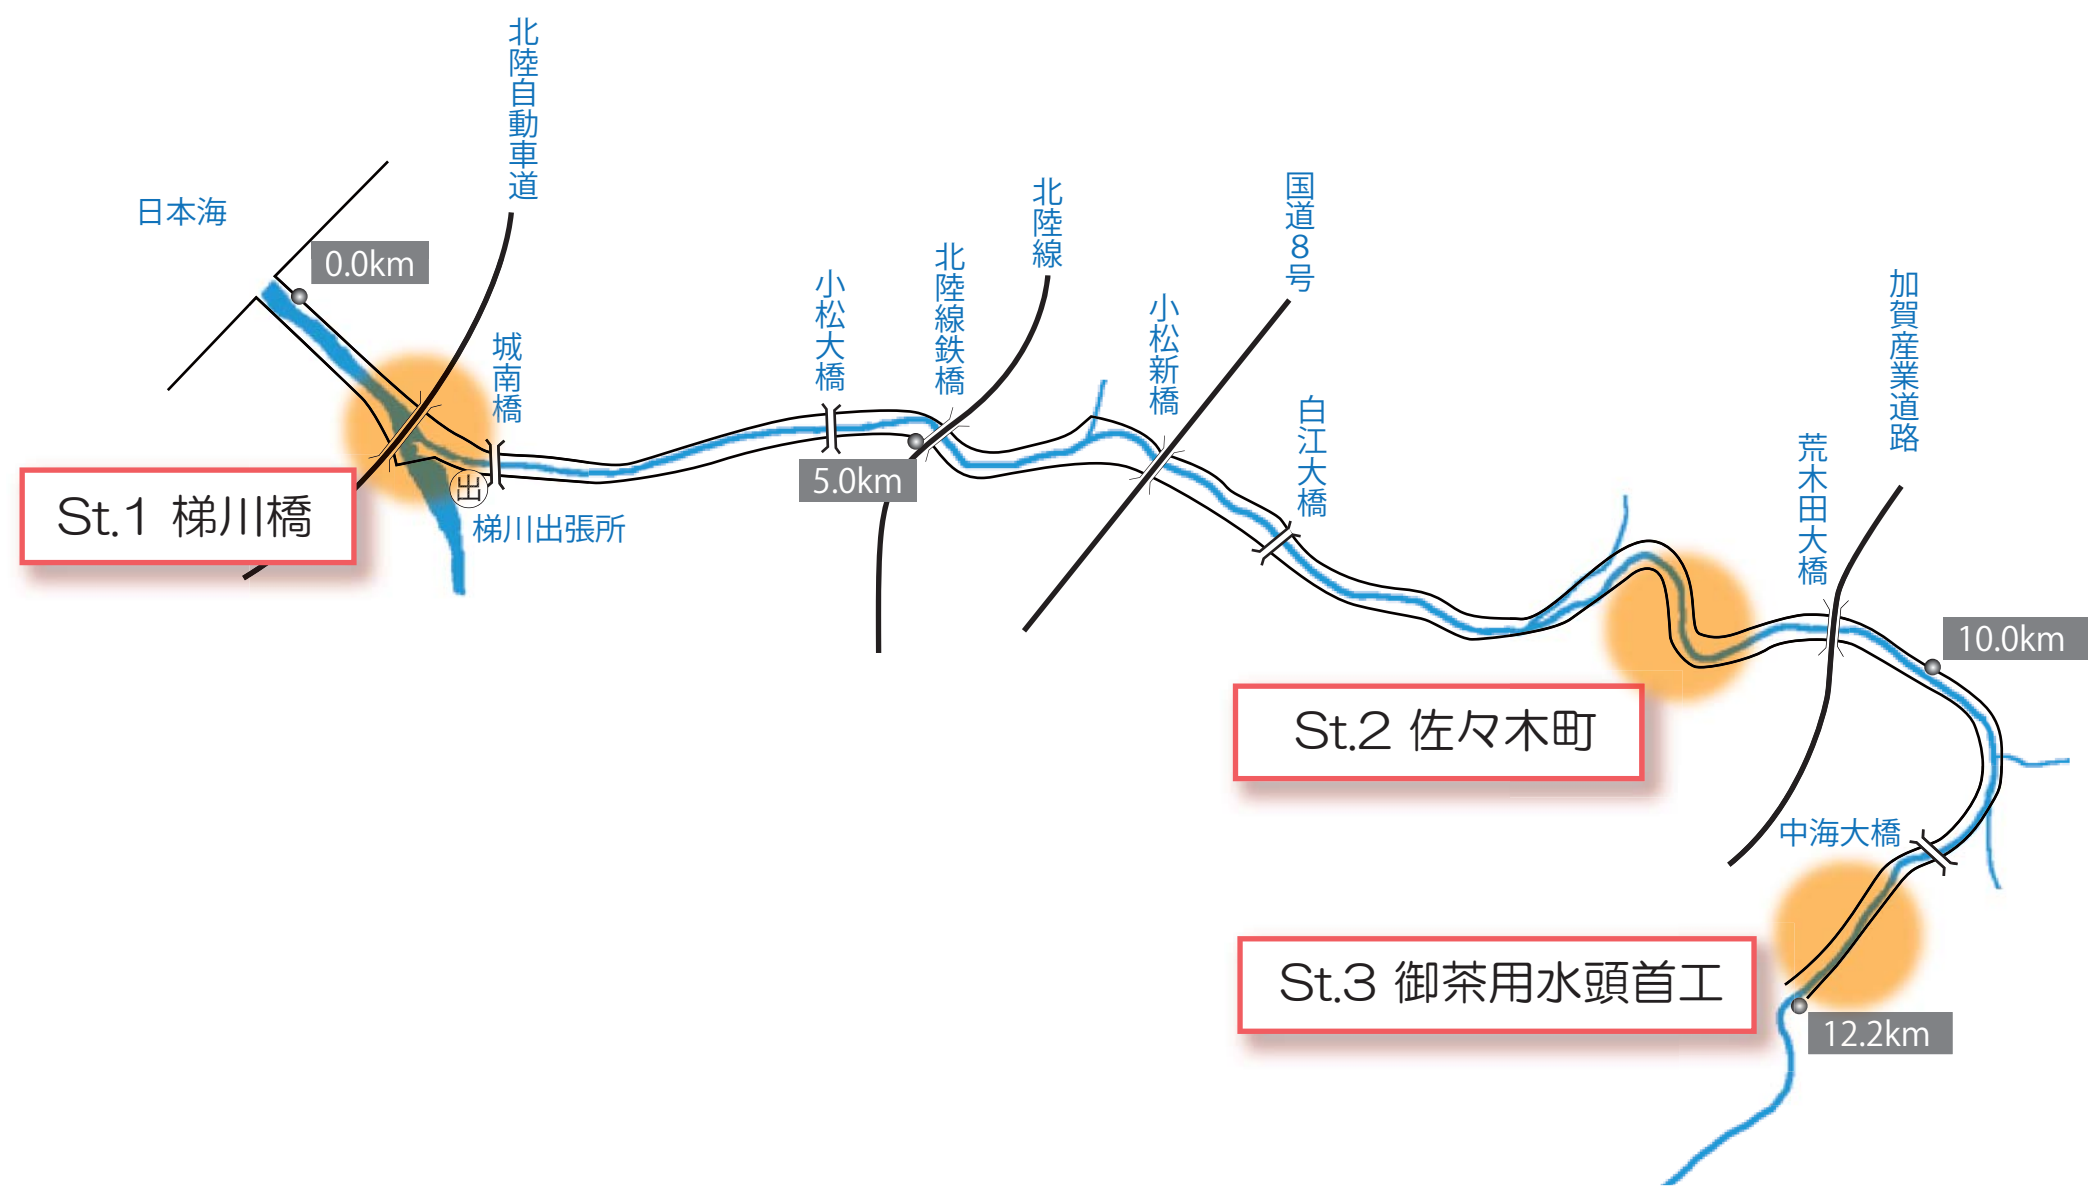 北陸自動車道
日本海
0.0km
城南橋
小松大橋
北陸線鉄橋
北陸線
小松新橋
国道8号
白江大橋
加賀産業道路
荒木田大橋
5.0km
出
梯川出張所
St.1 梯川橋
10.0km
St.2 佐々木町
中海大橋
St.3 御茶用水頭首工
12.2km